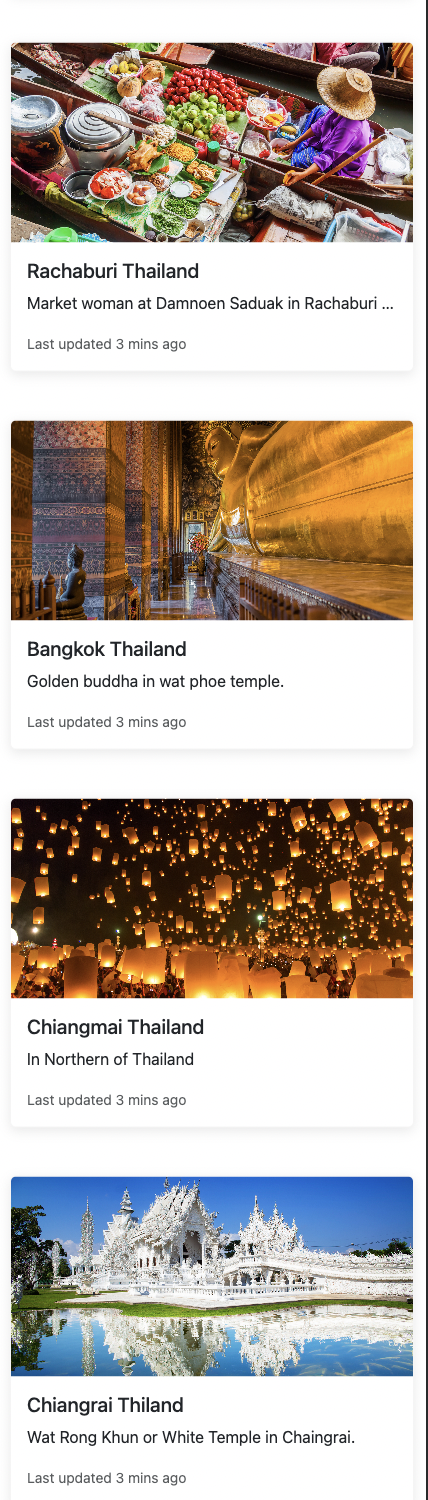 Rachaburi Thailand
Market woman at Damnoen Saduak in Rachaburi ...
Last updated 3 mins ago
Bangkok Thailand
Golden buddha in wat phoe temple.
Last updated 3 mins ago
Chiangmai Thailand
In Northern of Thailand
Last updated 3 mins ago
Chiangrai Thiland
Wat Rong Khun or White Temple in Chaingrai.
Last updated 3 mins ago